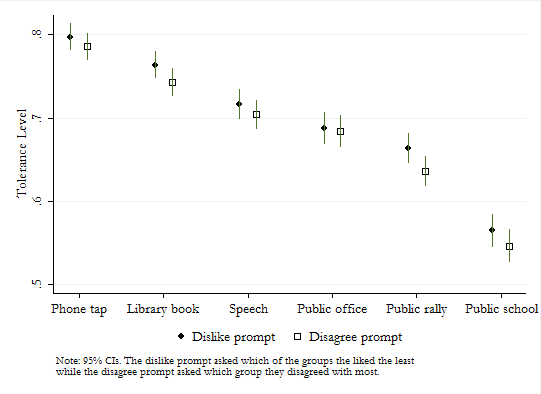 .8
.7
.6
.5
Tolerance Level
Phone tap Library book Speech Public office Public rally Public school
Dislike prompt Disagree prompt
Note: 95% CIs. The dislike prompt asked which of the groups the liked the least
while the disagree prompt asked which group they disagreed with most.